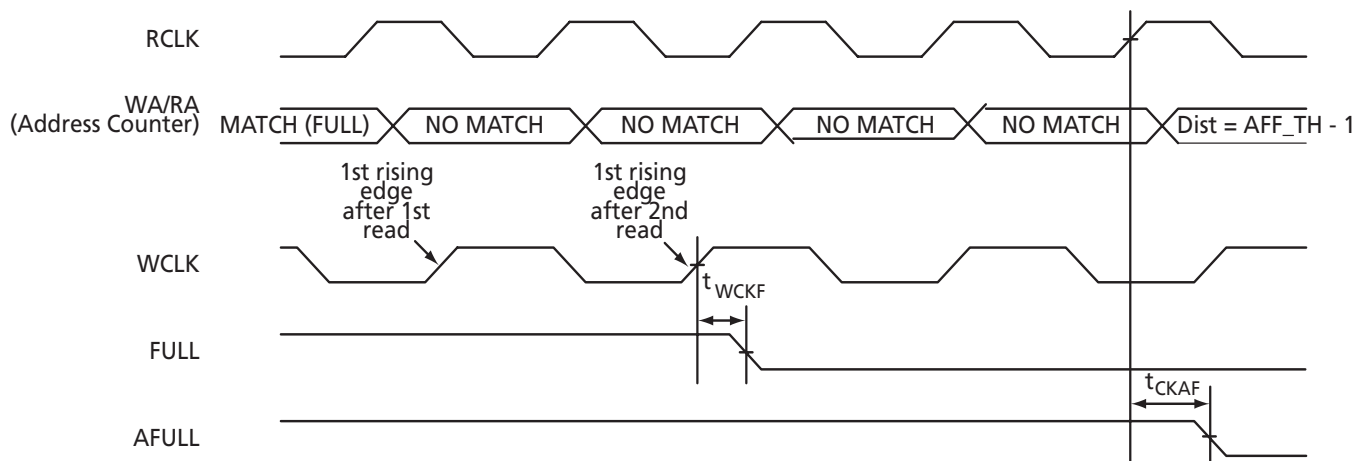 RCLK
WA/RA
(Address Counter)
MATCH (FULL)
NO MATCH
NO MATCH
NO MATCH
NO MATCH
Dist = AFF_TH - 1
1st rising
edge
after 1st
read
1st rising
edge
after 2nd
read
WCLK
tWCKF
FULL
tCKAF
AFULL